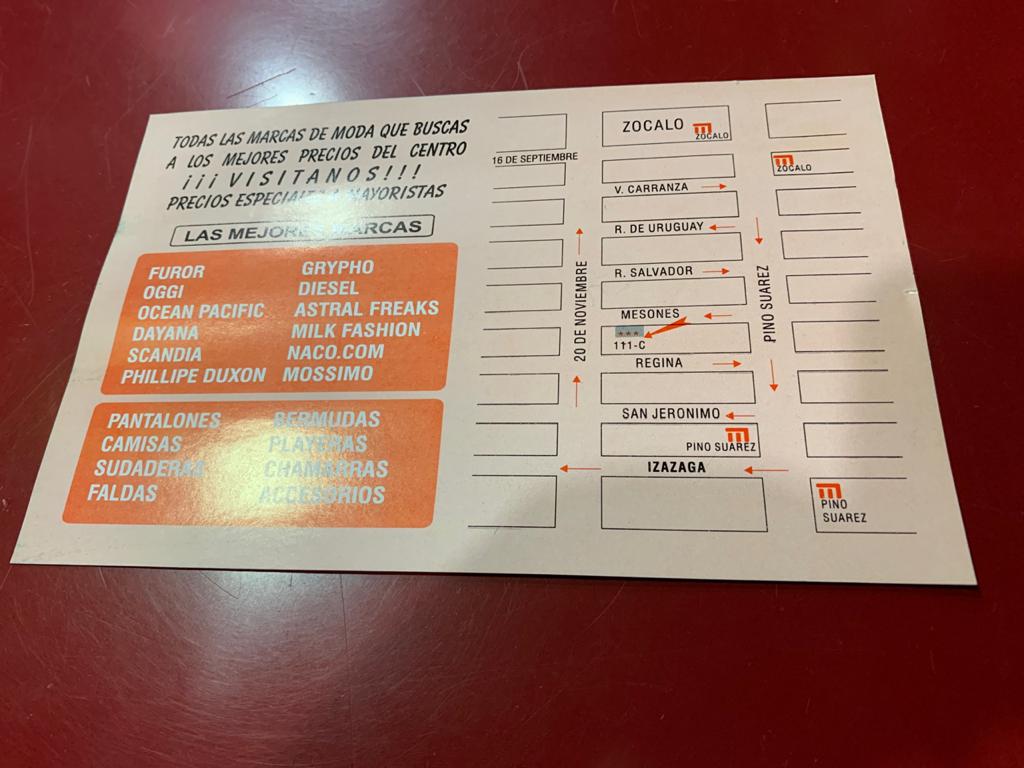 TODAS LAS MARCAS DE MODA QUE BUSCAS
A LOS MEJORES PRECIOS DEL CENTRO
¡¡¡VISITANOS!!!
PRECIOS ESPECIALES A MAYORISTAS
LAS MEJORES MARCAS
FUROR GRYPHO
OGGI DIESEL
OCEAN PACIFIC ASTRAL FREAKS
DAYANA MILK FASHION
SCANDIA NACO.COM
PHILLIPE DUXON MOSSIMO
PANTALONES BERMUDAS
CAMISAS PLAYERAS
SUDADERAS CHAMARRAS
FALDAS ACCESORIOS
ZOCALO
ZOCALO
16 DE SEPTIEMBRE
ZOCALO
V. CARRANZA
R. DE URUGUAY
R. SALVADOR
20 DE NOVIEMBRE
PINO SUAREZ
MESONES
***
111-C
REGINA
SAN JERONIMO
PINO SUAREZ
IZAZAGA
PINO
SUAREZ